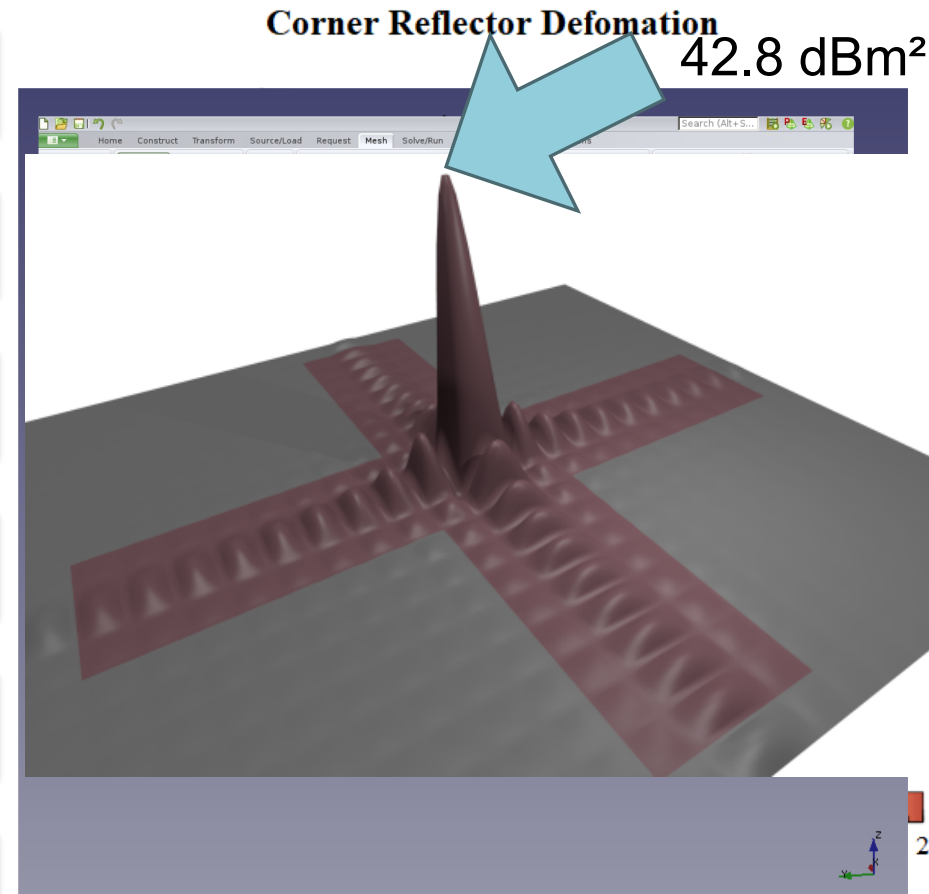 Corner Reflector Defomation
42.8 dBm²
Search (Alt+S...
Home Construct Transform Source/Load Request Mesh Solve/Run
z
Y
2